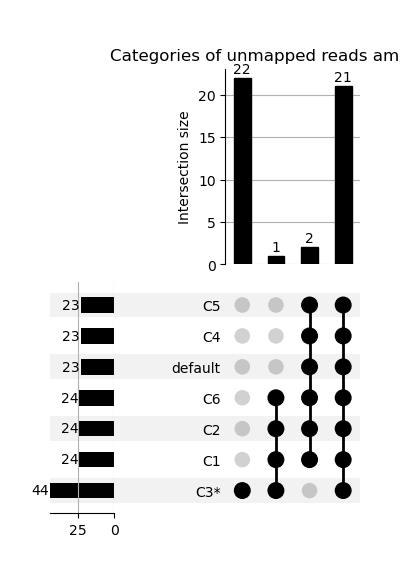 Categories of unmapped reads am
22
21
20
15
10
5
0
Intersection size
1
2
23 C5
23 C4
23 default
24 C6
24 C2
24 C1
44 C3*
25 0